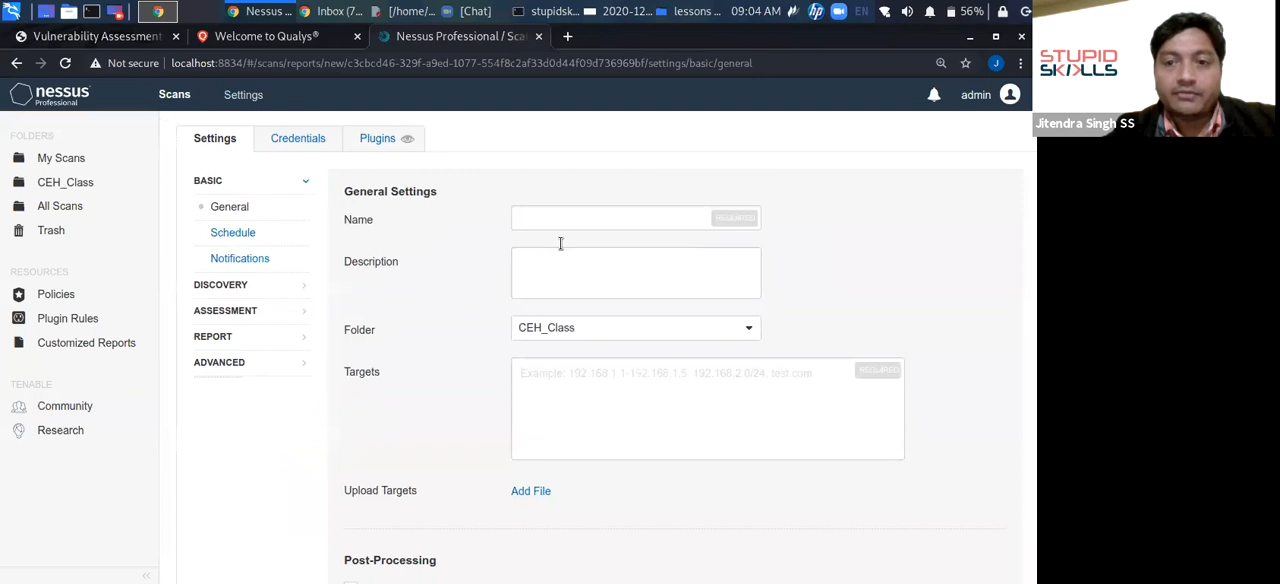 Nessus ...
Inbox (7...
[/home/...
[Chat]
stupidsk...
2020-12...
lessons ...
09:04 AM
EN
56%
Vulnerability Assessment
Welcome to Qualys®
Nessus Professional / Sca
Not secure
localhost:8834/#/scans/reports/new/c3cbcd46-329f-a9ed-1077-554f8c2af33d0d44f09d736969bf/settings/basic/general
J
nessus
Professional
Scans
Settings
admin
FOLDERS
My Scans
CEH_Class
All Scans
Trash
RESOURCES
Policies
Plugin Rules
Customized Reports
TENABLE
Community
Research
Settings
Credentials
Plugins
BASIC
General
Schedule
Notifications
DISCOVERY
ASSESSMENT
REPORT
ADVANCED
General Settings
Name
REQUIRED
Description
Folder
CEH_Class
Targets
Example: 192.168.1.1-192.168.1.5, 192.168.2.0/24, test.com
REQUIRED
Upload Targets
Add File
Post-Processing
STUPID
SKILLS
Jitendra Singh SS